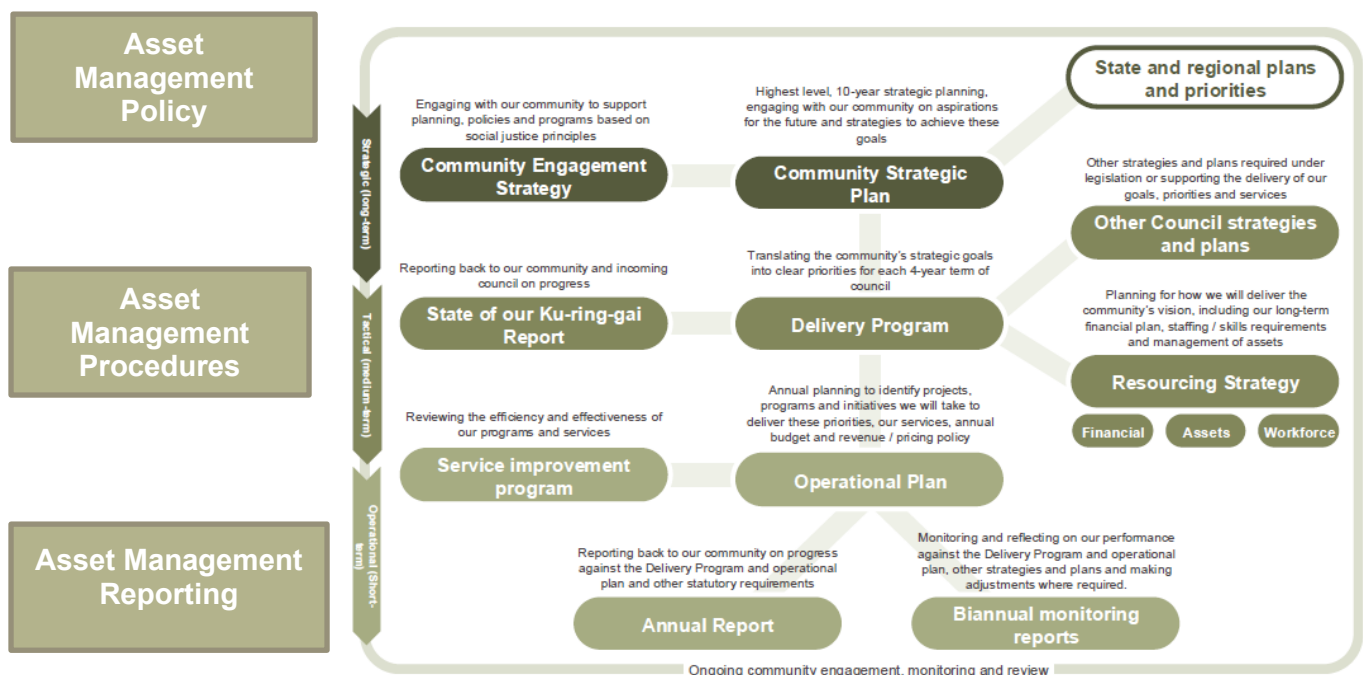 Asset
Management
Policy
Asset
Management
Procedures
Asset Management
Reporting
Strategic (long-term)
Tactical (medium-term)
Operational (Short-
term)
Engaging with our community to support
planning, policies and programs based on
social justice principles
Community Engagement
Strategy
Highest level, 10-year strategic planning,
engaging with our community on aspirations
for the future and strategies to achieve these
goals
Community Strategic
Plan
State and regional plans
and priorities
Other strategies and plans required under
legislation or supporting the delivery of our
goals, priorities and services
Other Council strategies
and plans
Reporting back to our community and incoming
council on progress
State of our Ku-ring-gai
Report
Translating the community's strategic goals
into clear priorities for each 4-year term of
council
Delivery Program
Planning for how we will deliver the
community's vision, including our long-term
financial plan, staffing / skills requirements
and management of assets
Resourcing Strategy
Financial
Assets
Workforce
Reviewing the efficiency and effectiveness of
our programs and services
Service improvement
program
Annual planning to identify projects,
programs and initiatives we will take to
deliver these priorities, our services, annual
budget and revenue / pricing policy
Operational Plan
Reporting back to our community on progress
against the Delivery Program and operational
plan and other statutory requirements
Annual Report
Monitoring and reflecting on our performance
against the Delivery Program and operational
plan, other strategies and plans and making
adjustments where required.
Biannual monitoring
reports
Ongoing community engagement, monitoring and review